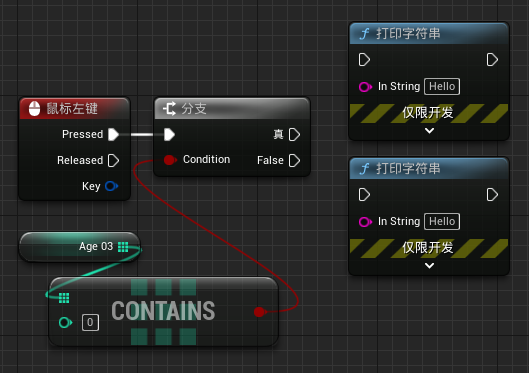 鼠标左键
Pressed
Released
Key
分支
真
Condition
False
Age 03
0
CONTAINS
打印字符串
In String Hello
仅限开发
打印字符串
In String Hello
仅限开发